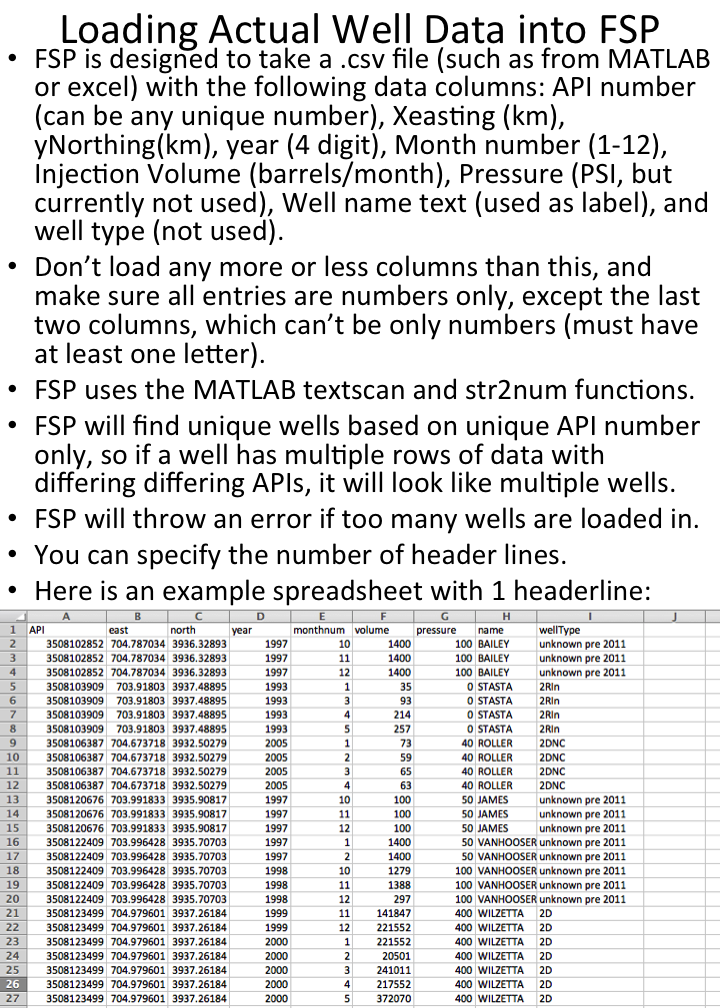 Loading Actual Well Data into FSP
• FSP is designed to take a .csv file (such as from MATLAB
or excel) with the following data columns: API number
(can be any unique number), Xeasting (km),
yNorthing(km), year (4 digit), Month number (1-12),
Injection Volume (barrels/month), Pressure (PSI, but
currently not used), Well name text (used as label), and
well type (not used).
• Don't load any more or less columns than this, and
make sure all entries are numbers only, except the last
two columns, which can't be only numbers (must have
at least one letter).
• FSP uses the MATLAB textscan and str2num functions.
• FSP will find unique wells based on unique API number
only, so if a well has multiple rows of data with
differing differing APIs, it will look like multiple wells.
• FSP will throw an error if too many wells are loaded in.
• You can specify the number of header lines.
• Here is an example spreadsheet with 1 headerline:
A B C D E F G H I J
1 API east north year monthnum volume pressure name wellType
2 3508102852 704.787034 3936.32893 1997 10 1400 100 BAILEY unknown pre 2011
3 3508102852 704.787034 3936.32893 1997 11 1400 100 BAILEY unknown pre 2011
4 3508102852 704.787034 3936.32893 1997 12 1400 100 BAILEY unknown pre 2011
5 3508103909 703.91803 3937.48895 1993 1 35 0 STASTA 2RIn
6 3508103909 703.91803 3937.48895 1993 3 93 0 STASTA 2RIn
7 3508103909 703.91803 3937.48895 1993 4 214 0 STASTA 2RIn
8 3508103909 703.91803 3937.48895 1993 5 257 0 STASTA 2RIn
9 3508106387 704.673718 3932.50279 2005 1 73 40 ROLLER 2DNC
10 3508106387 704.673718 3932.50279 2005 2 59 40 ROLLER 2DNC
11 3508106387 704.673718 3932.50279 2005 3 65 40 ROLLER 2DNC
12 3508106387 704.673718 3932.50279 2005 4 63 40 ROLLER 2DNC
13 3508120676 703.991833 3935.90817 1997 10 100 50 JAMES unknown pre 2011
14 3508120676 703.991833 3935.90817 1997 11 100 50 JAMES unknown pre 2011
15 3508120676 703.991833 3935.90817 1997 12 100 50 JAMES unknown pre 2011
16 3508122409 703.996428 3935.70703 1997 1 1400 50 VANHOOSER unknown pre 2011
17 3508122409 703.996428 3935.70703 1997 2 1400 50 VANHOOSER unknown pre 2011
18 3508122409 703.996428 3935.70703 1998 10 1279 100 VANHOOSER unknown pre 2011
19 3508122409 703.996428 3935.70703 1998 11 1388 100 VANHOOSER unknown pre 2011
20 3508122409 703.996428 3935.70703 1998 12 297 100 VANHOOSER unknown pre 2011
21 3508123499 704.979601 3937.26184 1999 11 141847 400 WILZETTA 2D
22 3508123499 704.979601 3937.26184 1999 12 221552 400 WILZETTA 2D
23 3508123499 704.979601 3937.26184 2000 1 221552 400 WILZETTA 2D
24 3508123499 704.979601 3937.26184 2000 2 20501 400 WILZETTA 2D
25 3508123499 704.979601 3937.26184 2000 3 241011 400 WILZETTA 2D
26 3508123499 704.979601 3937.26184 2000 4 217552 400 WILZETTA 2D
27 3508123499 704.979601 3937.26184 2000 5 372070 400 WILZETTA 2D